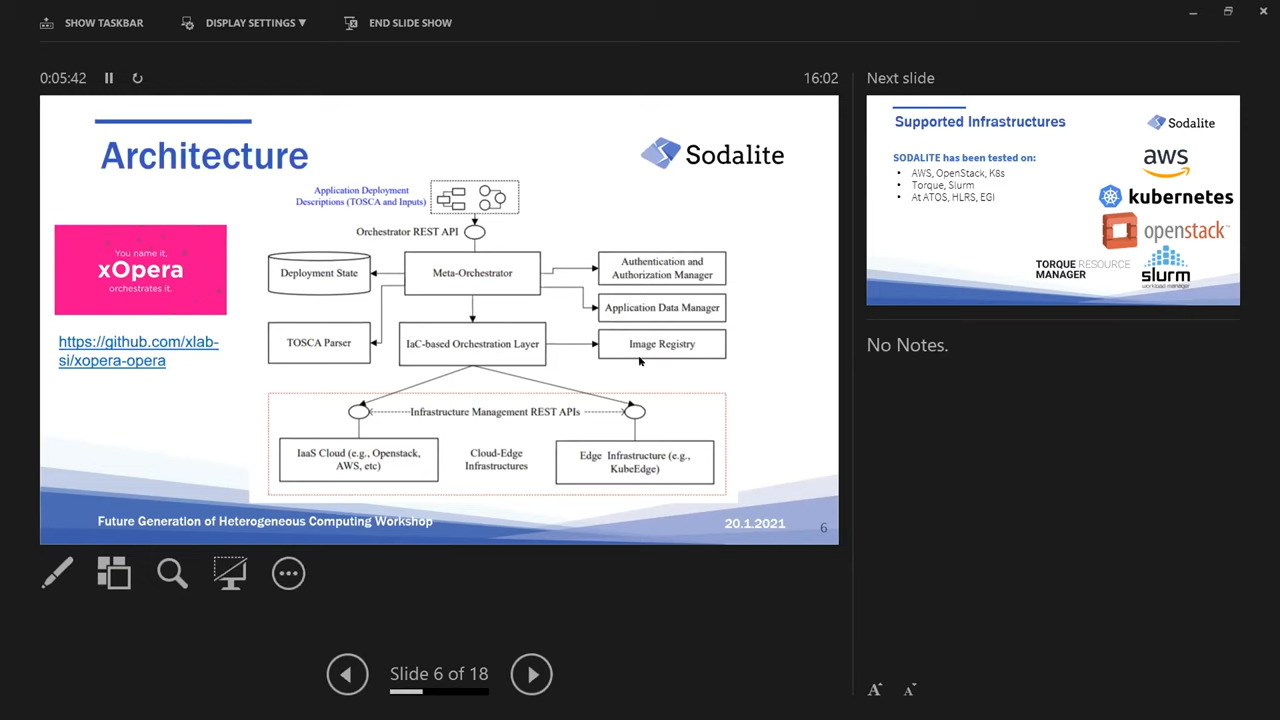 SHOW TASKBAR
DISPLAY SETTINGS ▼
END SLIDE SHOW
0:05:42
16:02
Architecture
Sodalite
Application Deployment
Descriptions (TOSCA and Inputs)
Orchestrator REST API
You name it,
xOpera
orchestrates it.
https://github.com/xlab-
si/xopera-opera
Deployment State
Meta-Orchestrator
Authentication and
Authorization Manager
Application Data Manager
TOSCA Parser
IaC-based Orchestration Layer
Image Registry
Infrastructure Management REST APIs
IaaS Cloud (e.g., Openstack,
AWS, etc)
Cloud-Edge
Infrastructures
Edge Infrastructure (e.g.,
KubeEdge)
Future Generation of Heterogeneous Computing Workshop
20.1.2021
6
Slide 6 of 18
Next slide
Supported Infrastructures
Sodalite
SODALITE has been tested on:
• AWS, OpenStack, K8s
• Torque, Slurm
• At ATOS, HLRS, EGI
aws
kubernetes
openstack
TORQUE RESOURCE
MANAGER
slurm
workload manager
No Notes.
A A